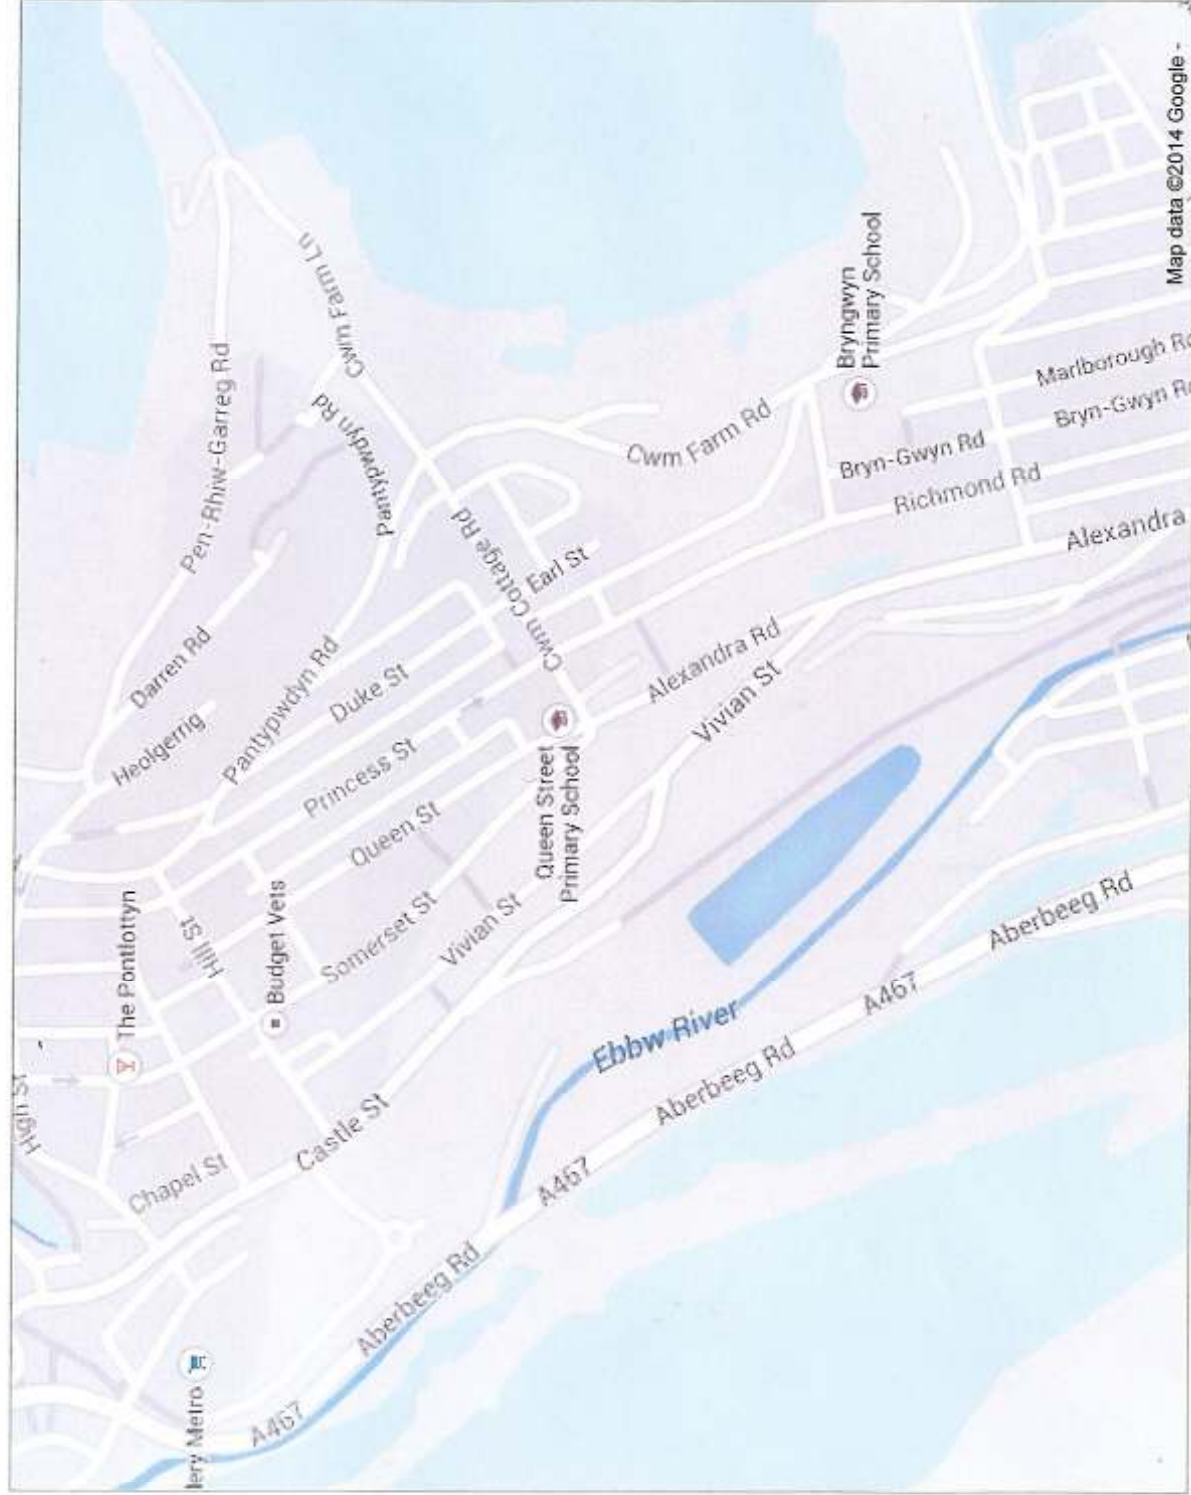 Pen-Rhiw-Garreg Rd
Cwm Farm Ln
Pantypwdyn Rd
Darren Rd
Heolgerrig
Pantypwdyn Rd
Duke St
Princess St
Queen St
Cwm Cottage Rd
Earl St
Cwm Farm Rd
Bryngwyn
Primary School
Marlborough
Bryn-Gwyn Rd
Bryn-Gwyn
Richmond Rd
Alexandra
Alexandra Rd
Vivian St
Queen Street
Primary School
The Pontlottyn
Hill St
Budget Vets
Somerset St
Vivian St
High St
Chapel St
Castle St
Ebbw River
Aberbeeg Rd
A467
Aberbeeg Rd
A467
Aberbeeg Rd
A467
lery Metro
Map data ©2014 Google -